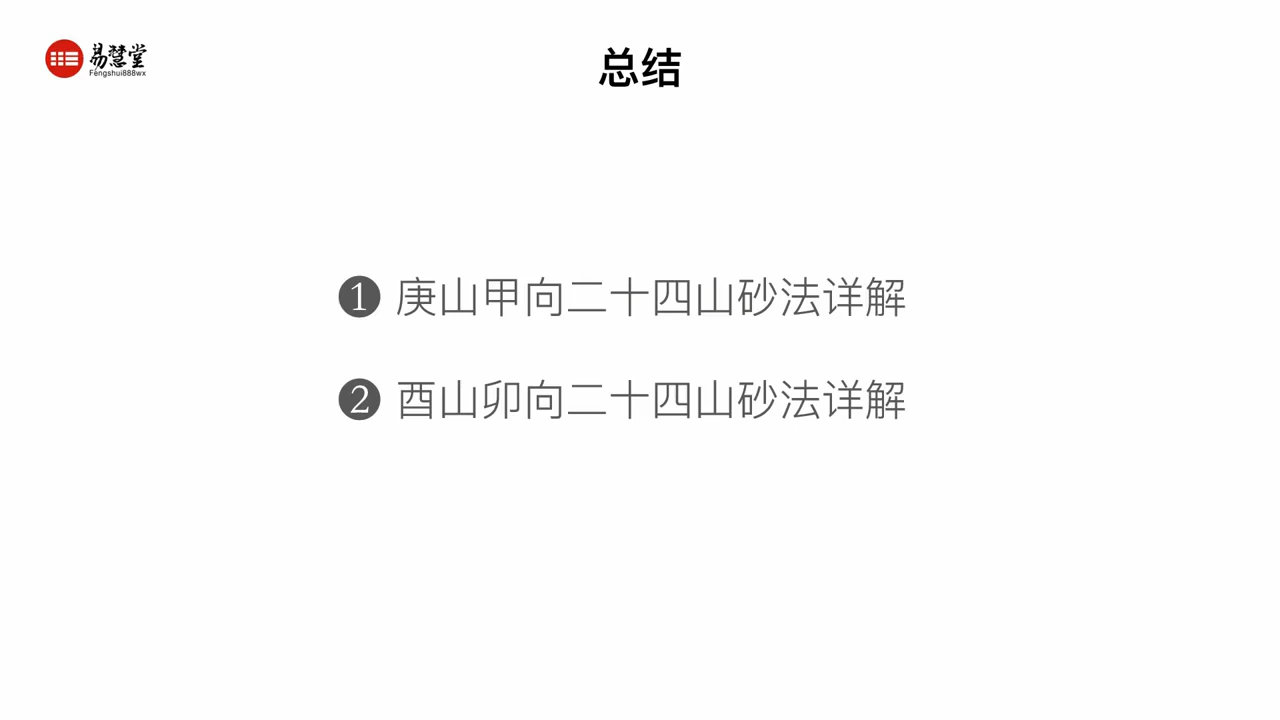 易慧堂
Fengshui888wx
总结
❶ 庚山甲向二十四山砂法详解
❷ 酉山卯向二十四山砂法详解